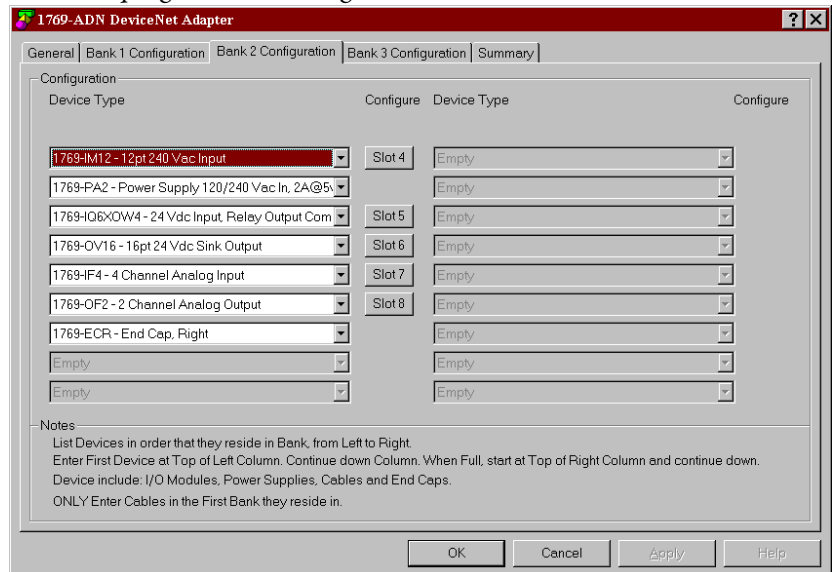 1769-ADN DeviceNet Adapter
General Bank 1 Configuration Bank 2 Configuration Bank 3 Configuration Summary
Configuration
Device Type Configure Device Type Configure
1769-IM12 - 12pt 240 Vac Input Slot 4 Empty
1769-PA2 - Power Supply 120/240 Vac In, 2A@5 Empty
1769-IQ6XOW4 - 24 Vdc Input, Relay Output Com Slot 5 Empty
1769-OV16 - 16pt 24 Vdc Sink Output Slot 6 Empty
1769-IF4 - 4 Channel Analog Input Slot 7 Empty
1769-OF2 - 2 Channel Analog Output Slot 8 Empty
1769-ECR - End Cap, Right Empty
Empty Empty
Empty Empty
Notes
List Devices in order that they reside in Bank, from Left to Right.
Enter First Device at Top of Left Column. Continue down Column. When Full, start at Top of Right Column and continue down.
Device include: I/O Modules, Power Supplies, Cables and End Caps.
ONLY Enter Cables in the First Bank they reside in.
OK Cancel Apply Help